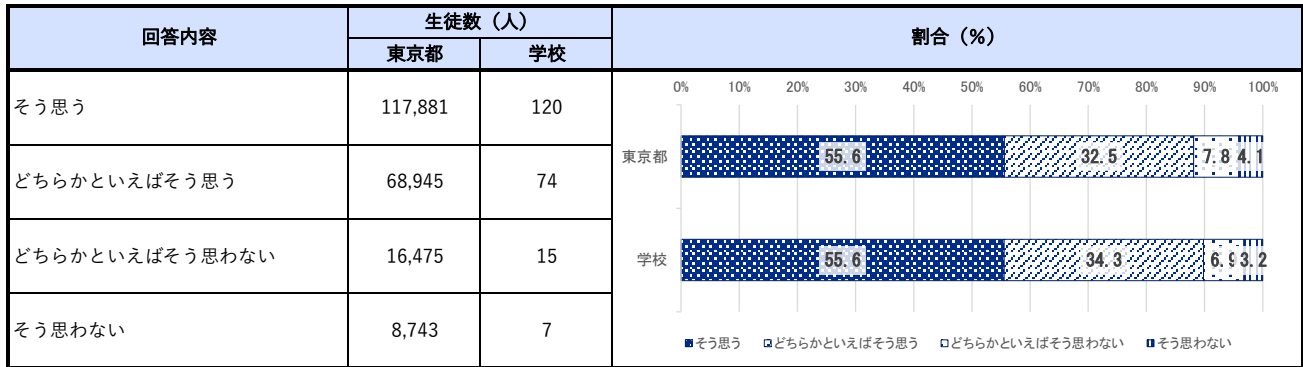 回答内容 生徒数（人） 割合（%）
東京都 学校
0% 10% 20% 30% 40% 50% 60% 70% 80% 90% 100%
そう思う 117,881 120
東京都 55.6 32.5 7.8 4.1
どちらかといえばそう思う 68,945 74
どちらかといえばそう思わない 16,475 15
学校 55.6 34.3 6.9 3.2
そう思わない 8,743 7
そう思う どちらかといえばそう思う どちらかといえばそう思わない そう思わない